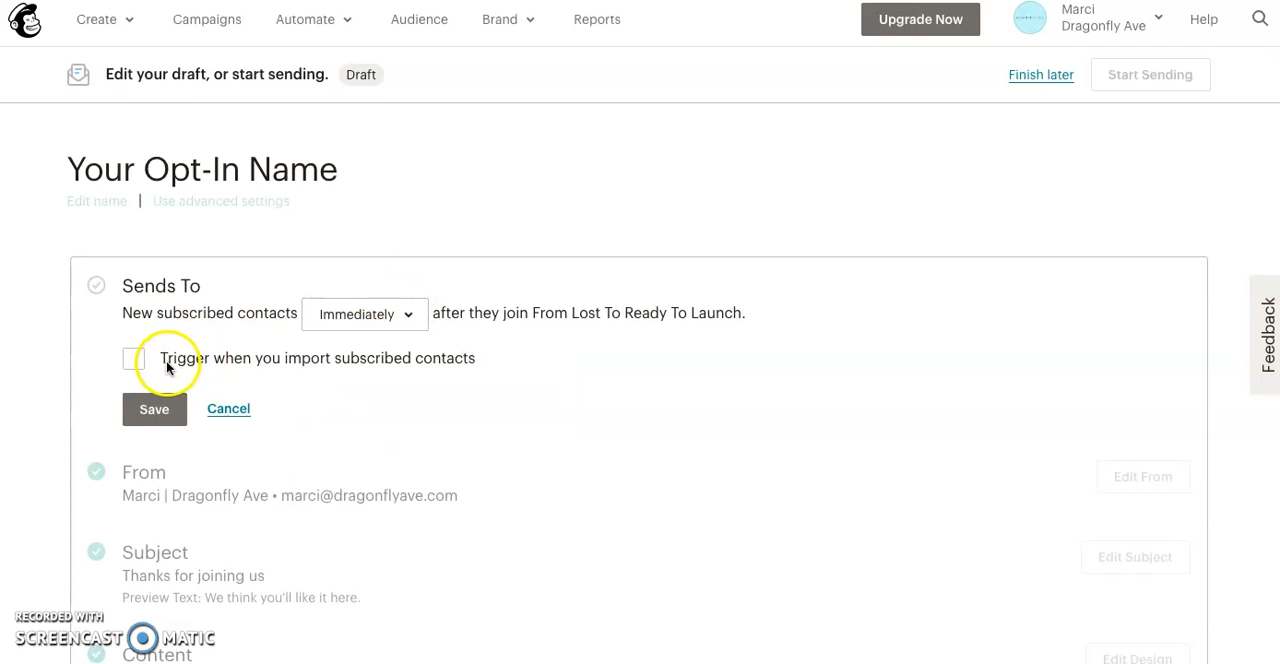 Create Campaigns Automate Audience Brand Reports Upgrade Now Marci Dragonfly Ave Help
Edit your draft, or start sending. Draft Finish later Start Sending
Your Opt-In Name
Edit name | Use advanced settings
Sends To
New subscribed contacts Immediately after they join From Lost To Ready To Launch.
Trigger when you import subscribed contacts
Save Cancel
Feedback
From
Marci | Dragonfly Ave • marci@dragonflyave.com
Edit From
Subject
Thanks for joining us
Preview Text: We think you'll like it here.
Edit Subject
RECORDED WITH
SCREENCAST MATIC
Content Edit Design